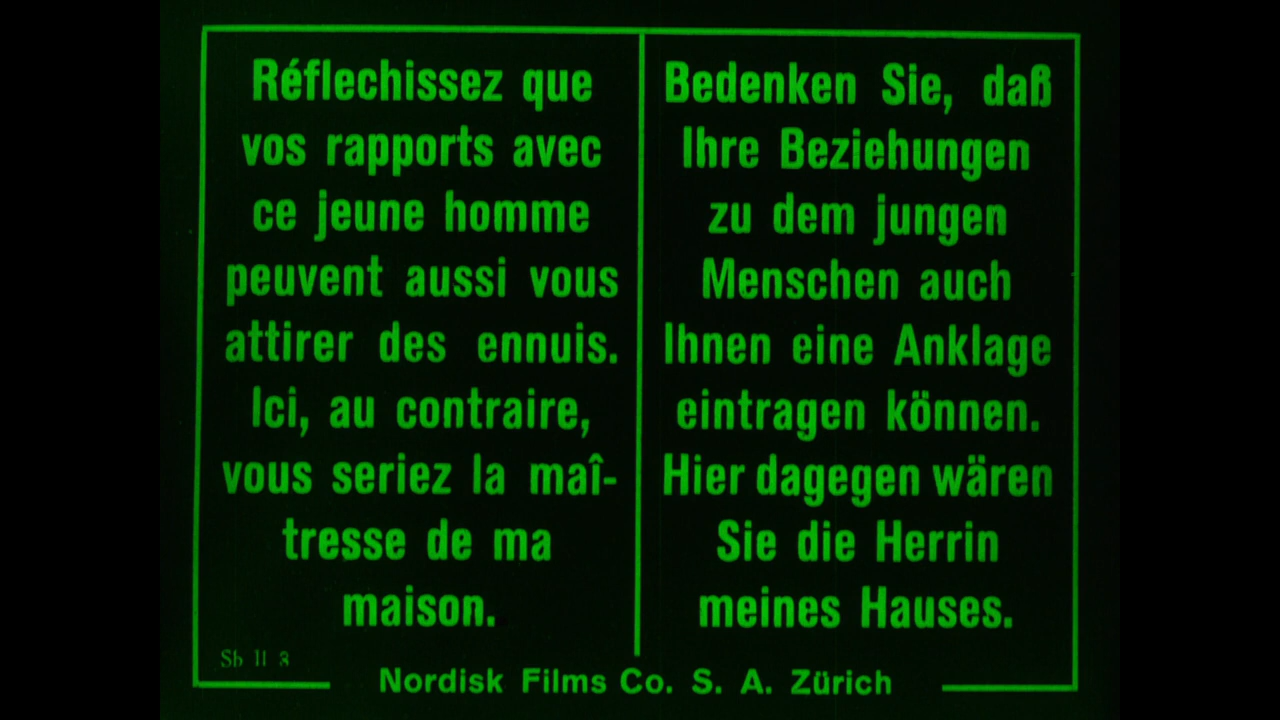 Réflechissez que
vos rapports avec
ce jeune homme
peuvent aussi vous
attirer des ennuis.
Ici, au contraire,
vous seriez la maî-
tresse de ma
maison.
Bedenken Sie, daß
Ihre Beziehungen
zu dem jungen
Menschen auch
Ihnen eine Anklage
eintragen können.
Hier dagegen wären
Sie die Herrin
meines Hauses.
Sb II 3
Nordisk Films Co. S. A. Zürich